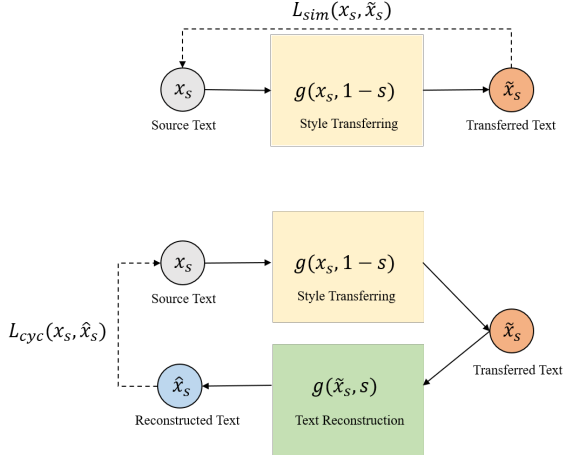 L_sim(x_s, x̃_s)
x_s
g(x_s, 1 − s)
x̃_s
Source Text
Style Transferring
Transferred Text
x_s
g(x_s, 1 − s)
Source Text
Style Transferring
L_cyc(x_s, x̂_s)
x̃_s
Transferred Text
x̂_s
g(x̃_s, s)
Reconstructed Text
Text Reconstruction